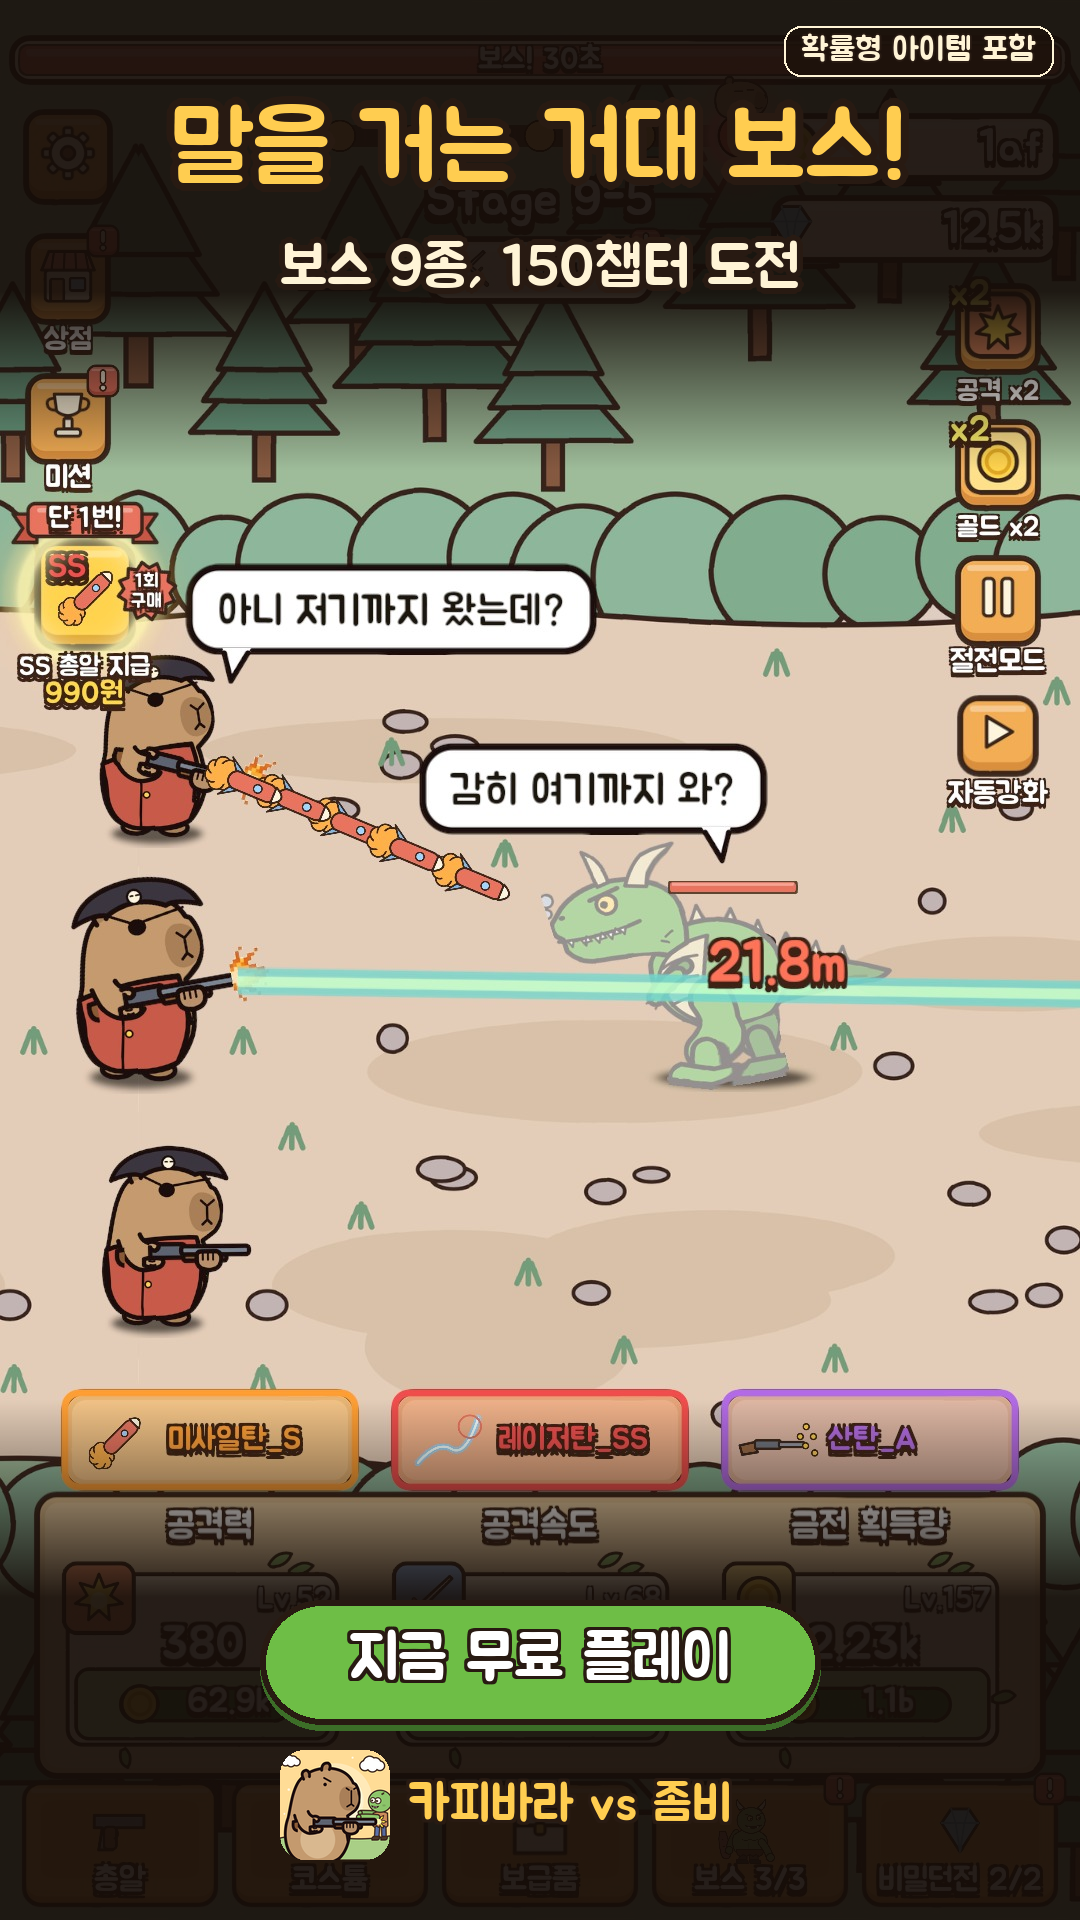 보스! 30초
확률형 아이템 포함
말을 거는 거대 보스!
1af
Stage 9-5
12.5k
보스 9종, 150챕터 도전
상점
x2
공격 x2
미션
x2
골드 x2
단 1번!
SS
1회
구매
SS 총알 지급
990원
아니 저기까지 왔는데?
절전모드
감히 여기까지 와?
자동강화
21.8m
미사일탄_S
레이저탄_SS
산탄_A
공격력
공격속도
금전 획득량
Lv.52
Lv.68
Lv.157
380
2.23k
지금 무료 플레이
62.9k
1.1b
카피바라 vs 좀비
총알
코스튬
보급품
보스 3/3
비밀던전 2/2